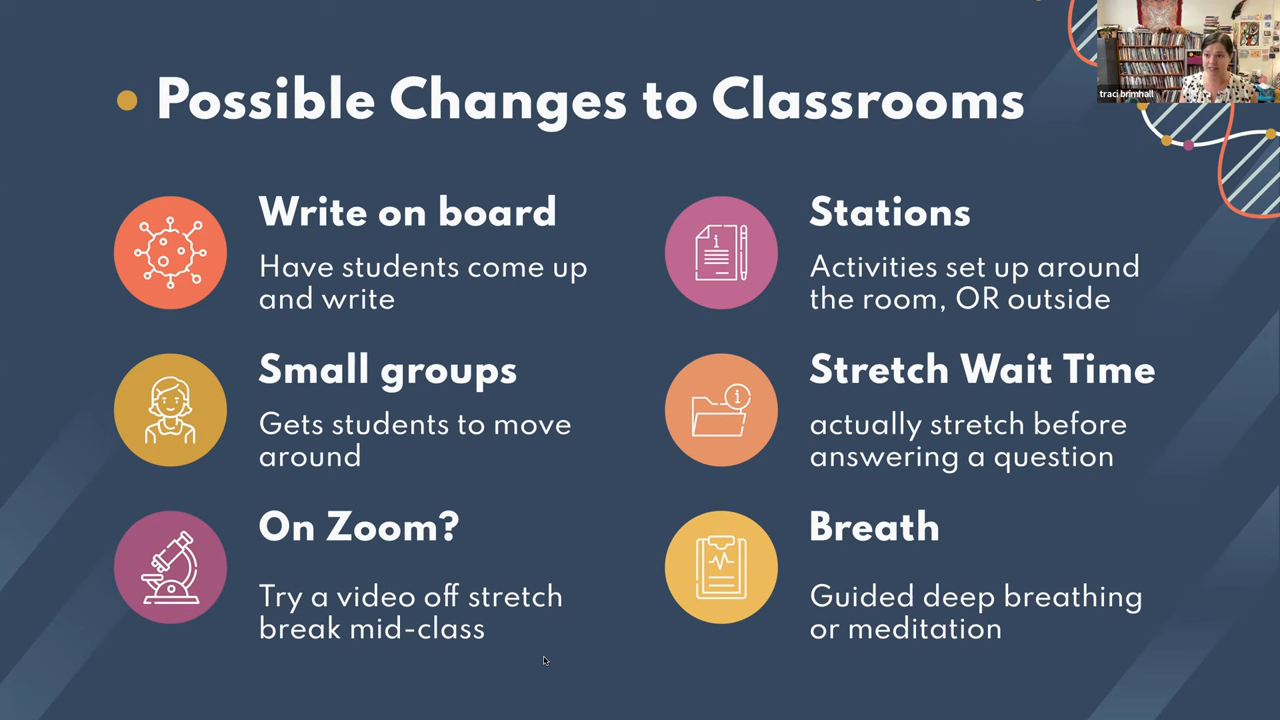 Possible Changes to Classrooms
traci brimhall
Write on board
Have students come up
and write
Stations
Activities set up around
the room, OR outside
Small groups
Gets students to move
around
Stretch Wait Time
actually stretch before
answering a question
On Zoom?
Try a video off stretch
break mid-class
Breath
Guided deep breathing
or meditation